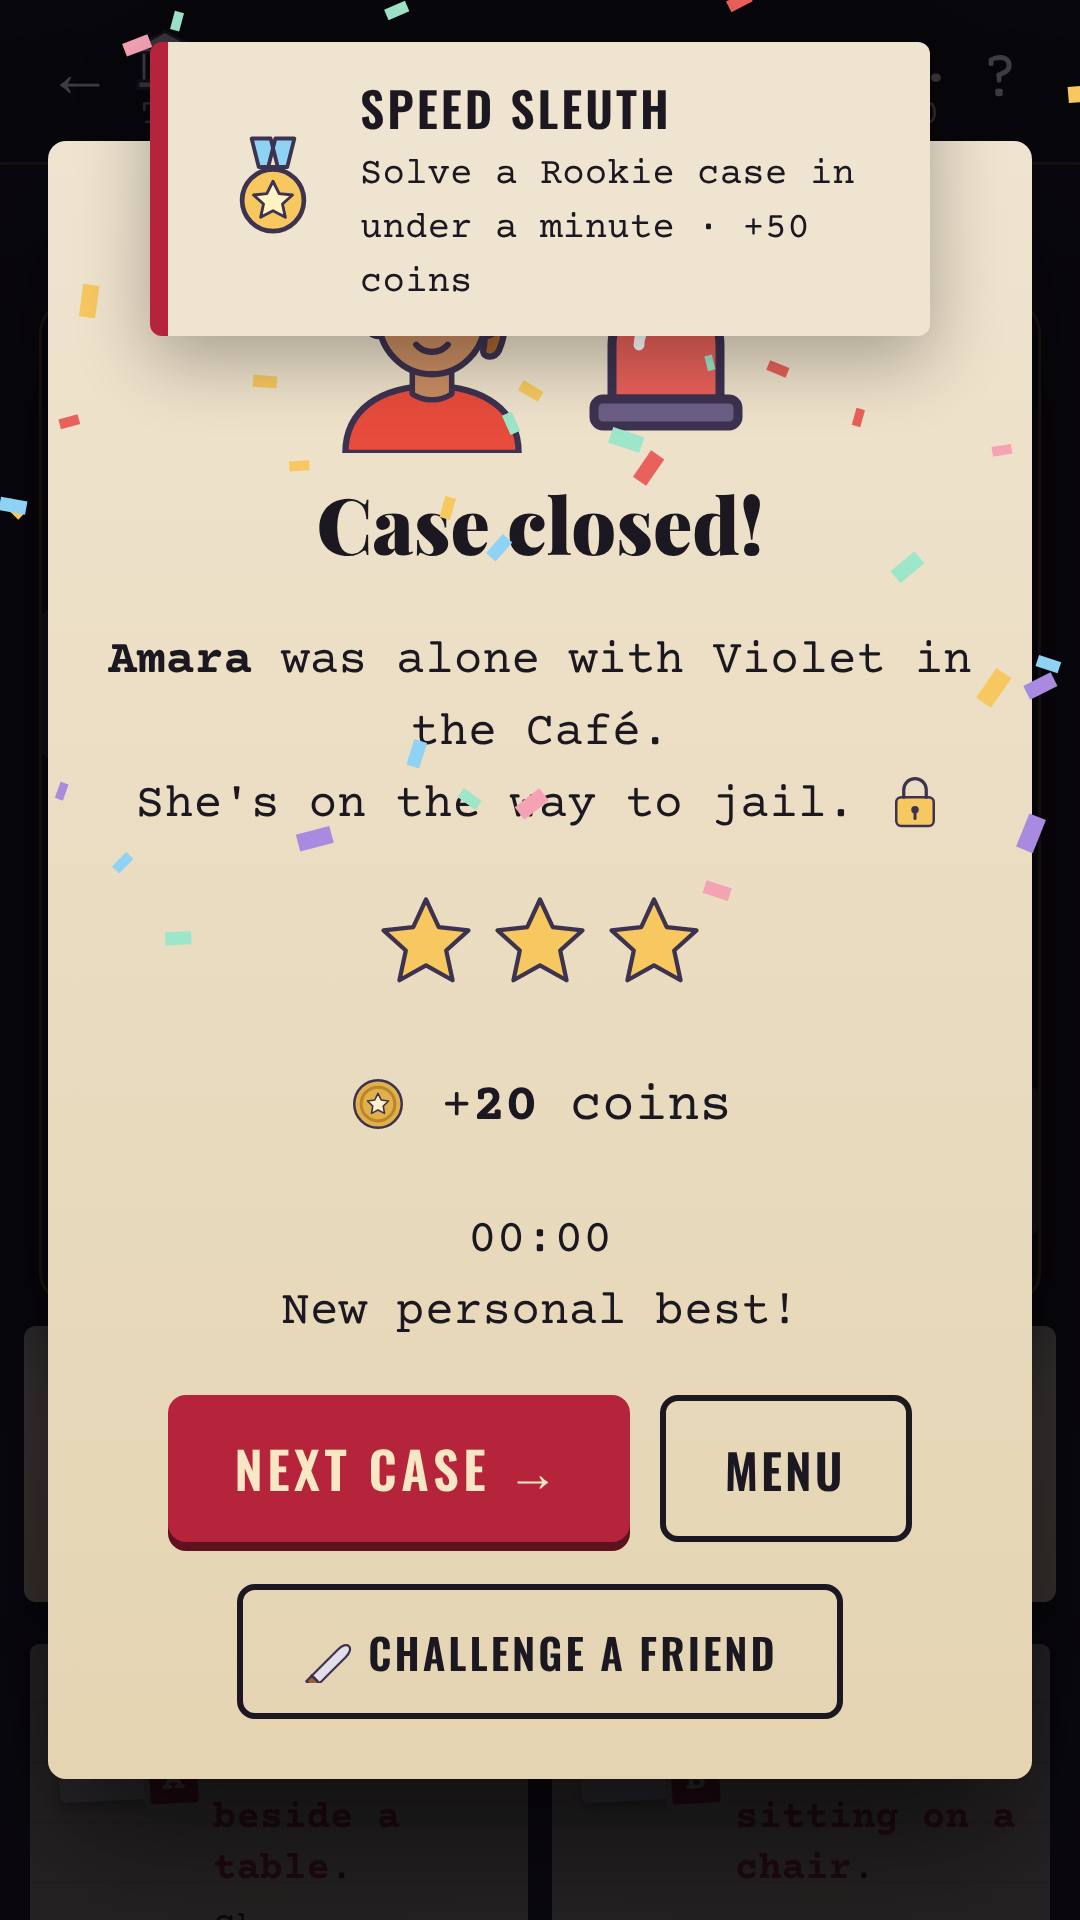 ←
?
SPEED SLEUTH
Solve a Rookie case in
under a minute · +50
coins
Case closed!
Amara was alone with Violet in
the Café.
She's on the way to jail.
+20 coins
00:00
New personal best!
NEXT CASE →
MENU
CHALLENGE A FRIEND
A
B
beside a
sitting on a
table.
chair.